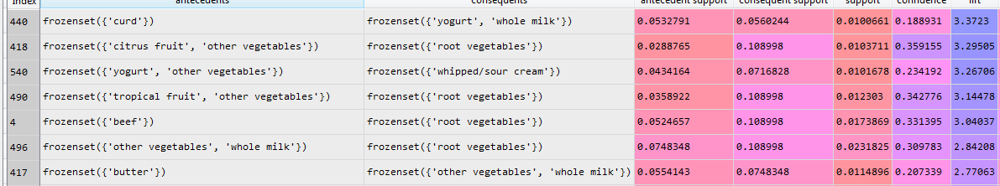 Index antecedents consequents antecedent support consequent support support confidence lift
440 frozenset({'curd'}) frozenset({'yogurt', 'whole milk'}) 0.0532791 0.0560244 0.0100661 0.188931 3.3723
418 frozenset({'citrus fruit', 'other vegetables'}) frozenset({'root vegetables'}) 0.0288765 0.108998 0.0103711 0.359155 3.29505
540 frozenset({'yogurt', 'other vegetables'}) frozenset({'whipped/sour cream'}) 0.0434164 0.0716828 0.0101678 0.234192 3.26706
490 frozenset({'tropical fruit', 'other vegetables'}) frozenset({'root vegetables'}) 0.0358922 0.108998 0.012303 0.342776 3.14478
4 frozenset({'beef'}) frozenset({'root vegetables'}) 0.0524657 0.108998 0.0173869 0.331395 3.04037
496 frozenset({'other vegetables', 'whole milk'}) frozenset({'root vegetables'}) 0.0748348 0.108998 0.0231825 0.309783 2.84208
417 frozenset({'butter'}) frozenset({'other vegetables', 'whole milk'}) 0.0554143 0.0748348 0.0114896 0.207339 2.77063